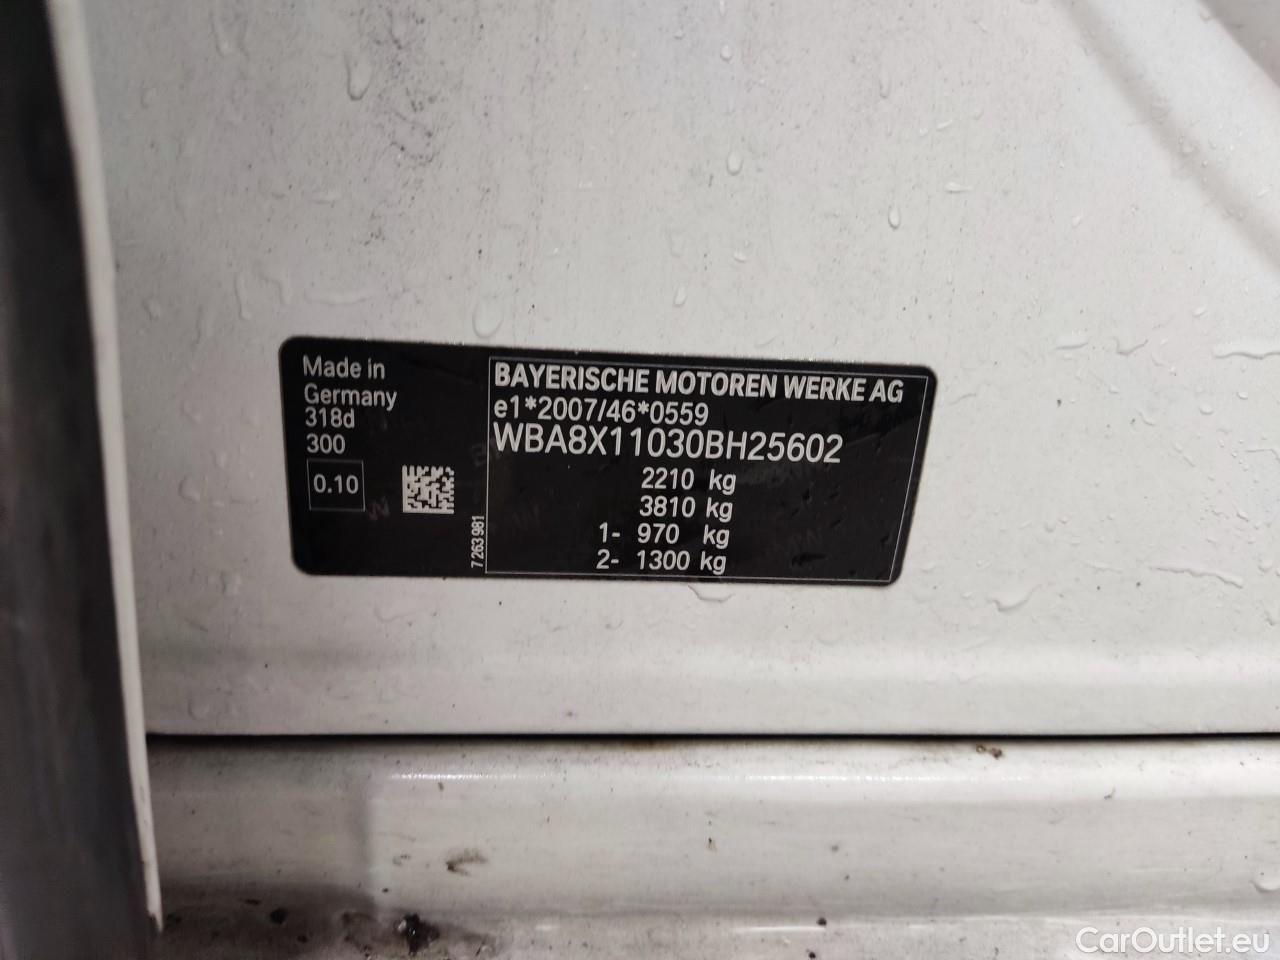 Made in
Germany
318d
300
0.10
7 263 981
BAYERISCHE MOTOREN WERKE AG
e1*2007/46*0559
WBA8X11030BH25602
2210 kg
3810 kg
1- 970 kg
2- 1300 kg
CarOutlet.eu